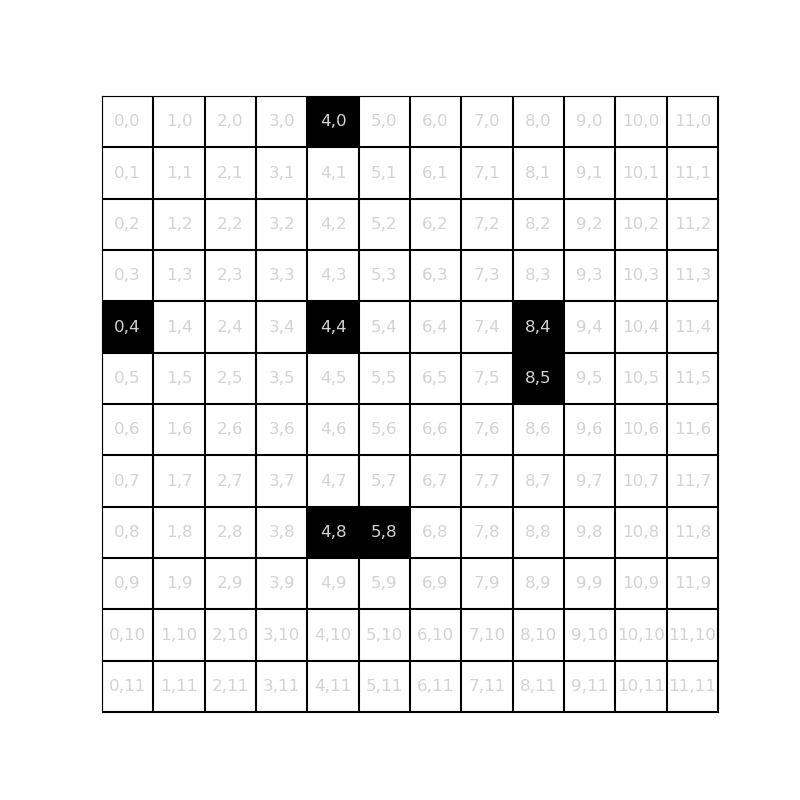 0,0 1,0 2,0 3,0 4,0 5,0 6,0 7,0 8,0 9,0 10,0 11,0
0,1 1,1 2,1 3,1 4,1 5,1 6,1 7,1 8,1 9,1 10,1 11,1
0,2 1,2 2,2 3,2 4,2 5,2 6,2 7,2 8,2 9,2 10,2 11,2
0,3 1,3 2,3 3,3 4,3 5,3 6,3 7,3 8,3 9,3 10,3 11,3
0,4 1,4 2,4 3,4 4,4 5,4 6,4 7,4 8,4 9,4 10,4 11,4
0,5 1,5 2,5 3,5 4,5 5,5 6,5 7,5 8,5 9,5 10,5 11,5
0,6 1,6 2,6 3,6 4,6 5,6 6,6 7,6 8,6 9,6 10,6 11,6
0,7 1,7 2,7 3,7 4,7 5,7 6,7 7,7 8,7 9,7 10,7 11,7
0,8 1,8 2,8 3,8 4,8 5,8 6,8 7,8 8,8 9,8 10,8 11,8
0,9 1,9 2,9 3,9 4,9 5,9 6,9 7,9 8,9 9,9 10,9 11,9
0,10 1,10 2,10 3,10 4,10 5,10 6,10 7,10 8,10 9,10 10,10 11,10
0,11 1,11 2,11 3,11 4,11 5,11 6,11 7,11 8,11 9,11 10,11 11,11